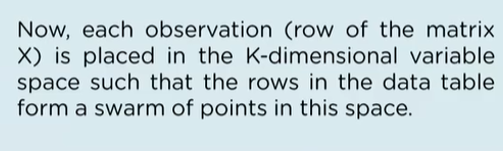 Now, each observation (row of the matrix
X) is placed in the K-dimensional variable
space such that the rows in the data table
form a swarm of points in this space.